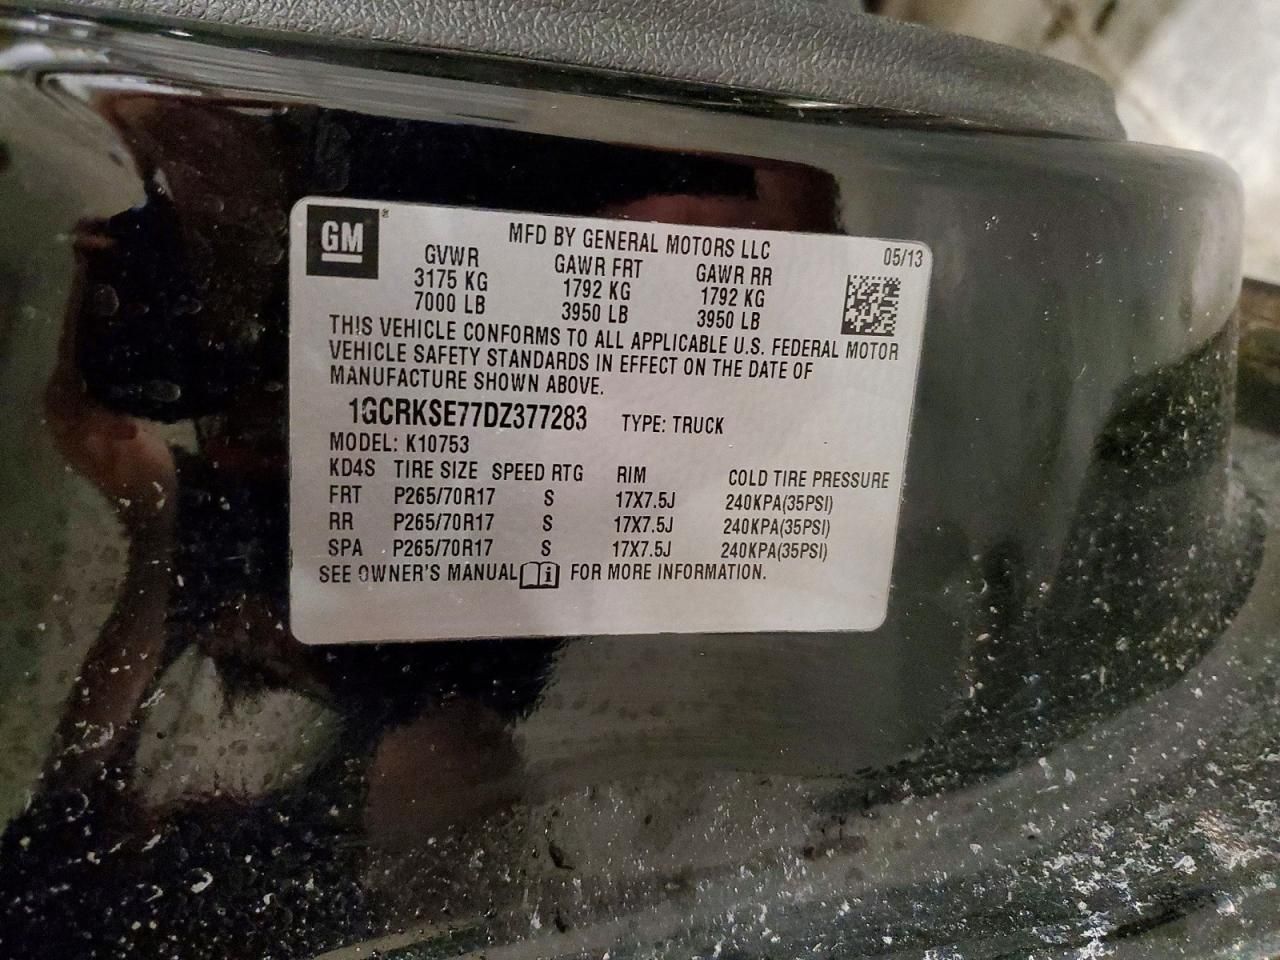 GM ®
MFD BY GENERAL MOTORS LLC 05/13
GVWR GAWR FRT GAWR RR
3175 KG 1792 KG 1792 KG
7000 LB 3950 LB 3950 LB
THIS VEHICLE CONFORMS TO ALL APPLICABLE U.S. FEDERAL MOTOR
VEHICLE SAFETY STANDARDS IN EFFECT ON THE DATE OF
MANUFACTURE SHOWN ABOVE.
1GCRKSE77DZ377283 TYPE: TRUCK
MODEL: K10753
KD4S TIRE SIZE SPEED RTG RIM COLD TIRE PRESSURE
FRT P265/70R17 S 17X7.5J 240KPA(35PSI)
RR P265/70R17 S 17X7.5J 240KPA(35PSI)
SPA P265/70R17 S 17X7.5J 240KPA(35PSI)
SEE OWNER'S MANUAL i FOR MORE INFORMATION.